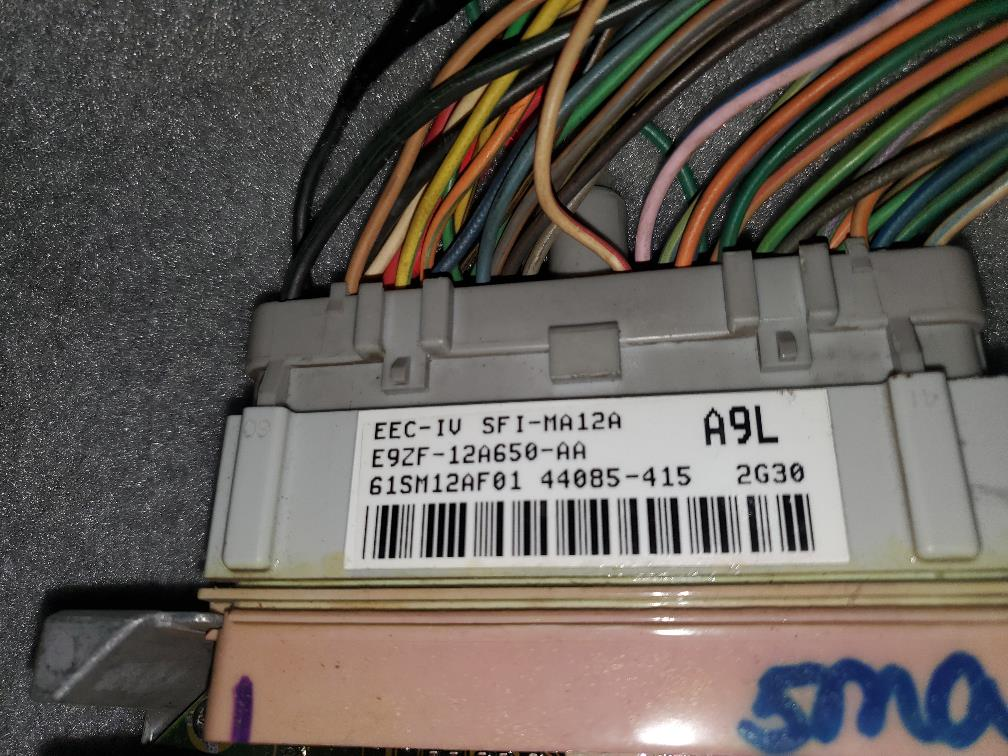 EEC-IV SFI-MA12A
A9L
E9ZF-12A650-AA
61SM12AF01 44085-415 2G30